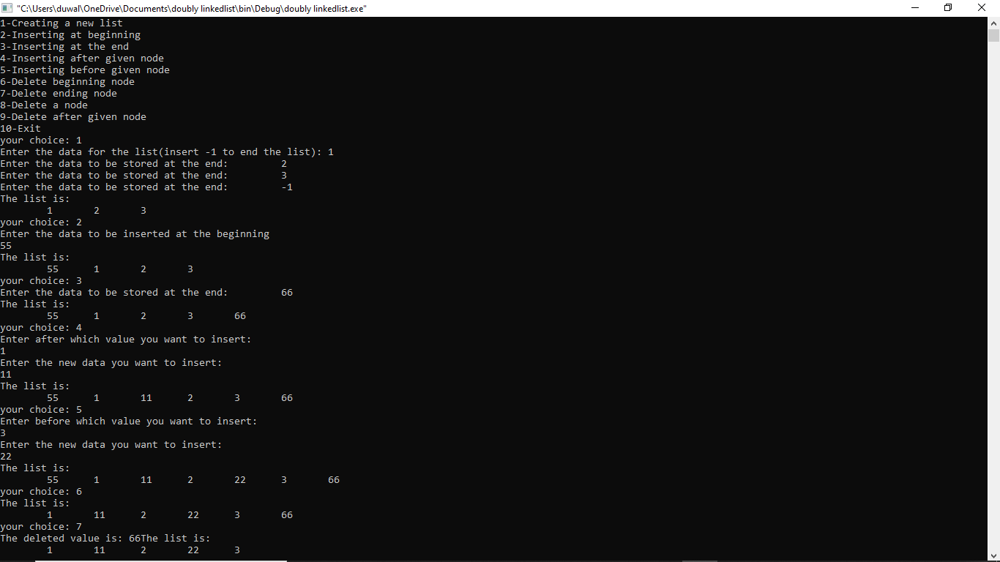 "C:\Users\duwal\OneDrive\Documents\doubly linkedlist\bin\Debug\doubly linkedlist.exe"
1-Creating a new list
2-Inserting at beginning
3-Inserting at the end
4-Inserting after given node
5-Inserting before given node
6-Delete beginning node
7-Delete ending node
8-Delete a node
9-Delete after given node
10-Exit
your choice: 1
Enter the data for the list(insert -1 to end the list): 1
Enter the data to be stored at the end:         2
Enter the data to be stored at the end:         3
Enter the data to be stored at the end:         -1
The list is:
        1       2       3
your choice: 2
Enter the data to be inserted at the beginning
55
The list is:
        55      1       2       3
your choice: 3
Enter the data to be stored at the end:         66
The list is:
        55      1       2       3       66
your choice: 4
Enter after which value you want to insert:
1
Enter the new data you want to insert:
11
The list is:
        55      1       11      2       3       66
your choice: 5
Enter before which value you want to insert:
3
Enter the new data you want to insert:
22
The list is:
        55      1       11      2       22      3       66
your choice: 6
The list is:
        1       11      2       22      3       66
your choice: 7
The deleted value is: 66The list is:
        1       11      2       22      3